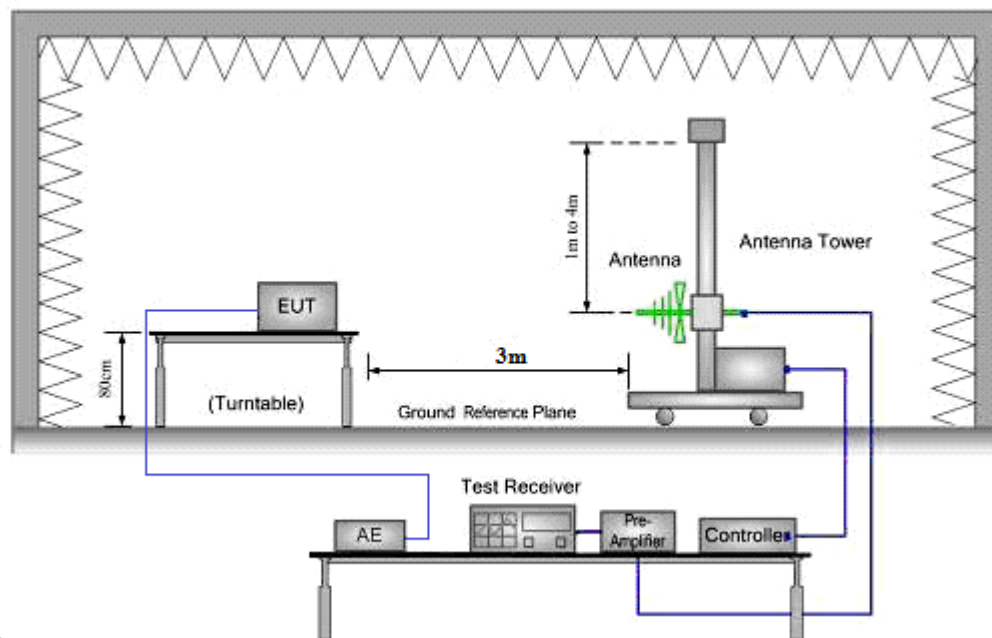 1m to 4m
Antenna
Antenna Tower
EUT
80cm
(Turntable)
3m
Ground Reference Plane
Test Receiver
AE
Pre-
Amplifier
Controller